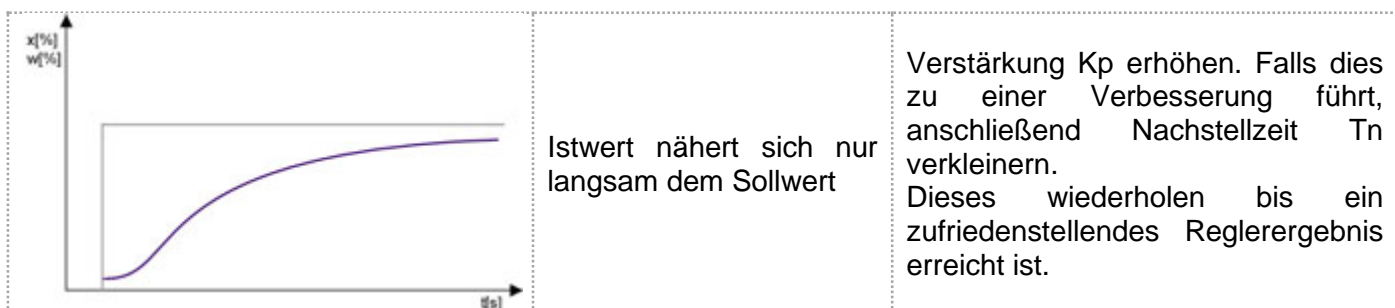 x[%]
w[%]
t[s]
Istwert nähert sich nur
langsam dem Sollwert
Verstärkung Kp erhöhen. Falls dies
zu einer Verbesserung führt,
anschließend Nachstellzeit Tn
verkleinern.
Dieses wiederholen bis ein
zufriedenstellendes Reglerergebnis
erreicht ist.